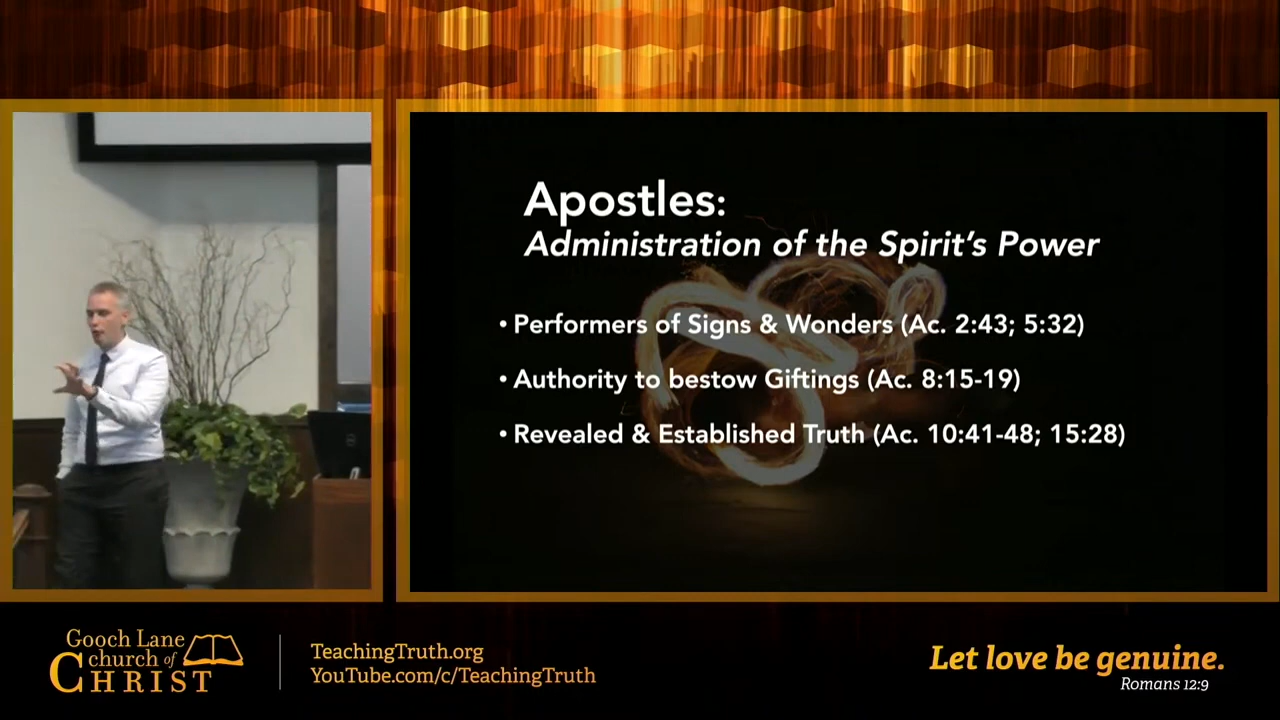 Apostles:
Administration of the Spirit's Power
• Performers of Signs & Wonders (Ac. 2:43; 5:32)
• Authority to bestow Giftings (Ac. 8:15-19)
• Revealed & Established Truth (Ac. 10:41-48; 15:28)
Gooch Lane
church of
CHRIST
TeachingTruth.org
YouTube.com/c/TeachingTruth
Let love be genuine.
Romans 12:9